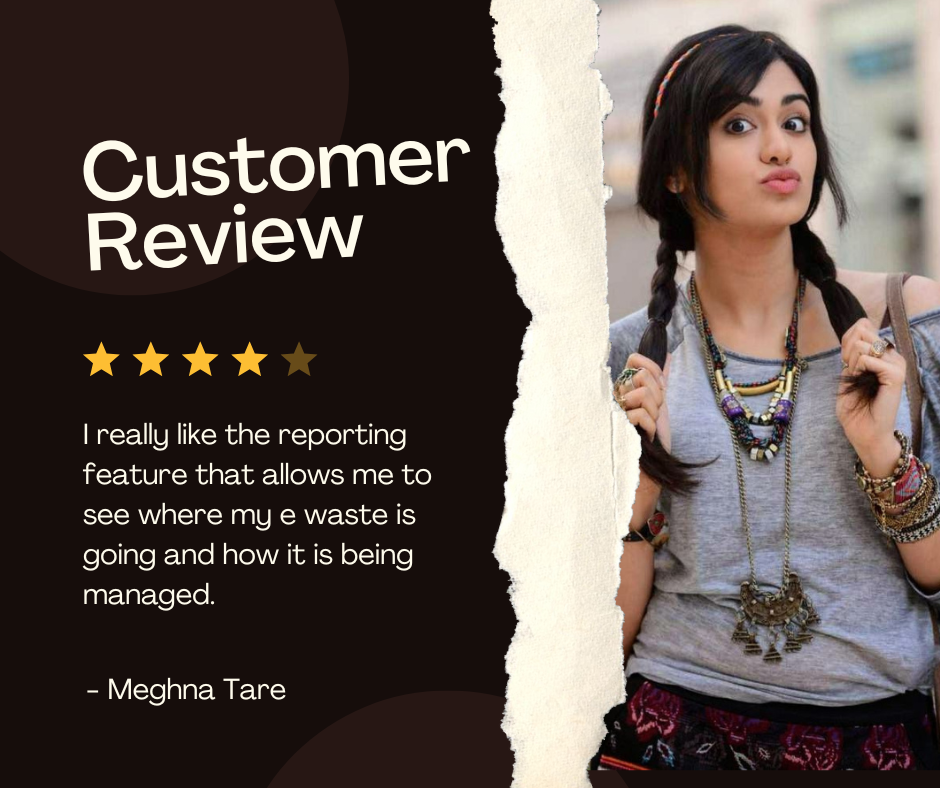 Customer
Review
I really like the reporting
feature that allows me to
see where my e waste is
going and how it is being
managed.
- Meghna Tare